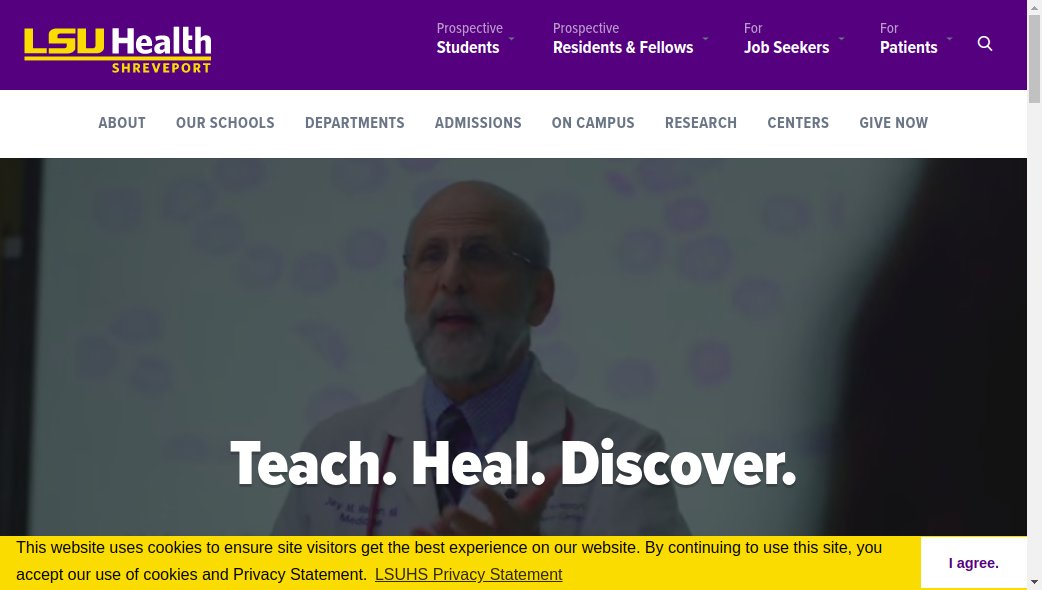 LSU Health
SHREVEPORT
Prospective
Students
Prospective
Residents & Fellows
For
Job Seekers
For
Patients
ABOUT
OUR SCHOOLS
DEPARTMENTS
ADMISSIONS
ON CAMPUS
RESEARCH
CENTERS
GIVE NOW
Teach. Heal. Discover.
This website uses cookies to ensure site visitors get the best experience on our website. By continuing to use this site, you
accept our use of cookies and Privacy Statement. LSUHS Privacy Statement
I agree.